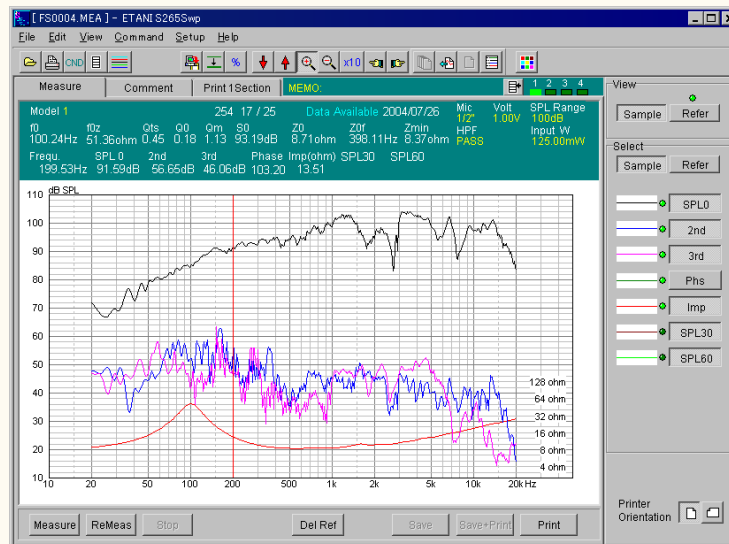 [ FS0004.MEA ] - ETANI S265Swp
File Edit View Command Setup Help
CND % x10
Measure Comment Print 1Section MEMO: 1 2 3 4
Model 1 254 17 / 25 Data Available 2004/07/26 Mic Volt SPL Range
1/2" 1.00V 100dB
f0 f0z Qts Q0 Qm S0 Z0 Z0f Zmin HPF Input W
100.24Hz 51.36ohm 0.45 0.18 1.13 93.19dB 8.71ohm 398.11Hz 8.37ohm PASS 125.00mW
Frequ. SPL 0 2nd 3rd Phase Imp(ohm) SPL30 SPL60
199.53Hz 91.59dB 56.65dB 46.06dB 103.20 13.51
dB SPL
110
100
90
80
70
60
50
40
30
20
10
128 ohm
64 ohm
32 ohm
16 ohm
8 ohm
4 ohm
10 20 50 100 200 500 1k 2k 5k 10k 20k Hz
Measure ReMeas Stop Del Ref Save Save+Print Print
View
Sample Refer
Select
Sample Refer
SPL0
2nd
3rd
Phs
Imp
SPL30
SPL60
Printer
Orientation